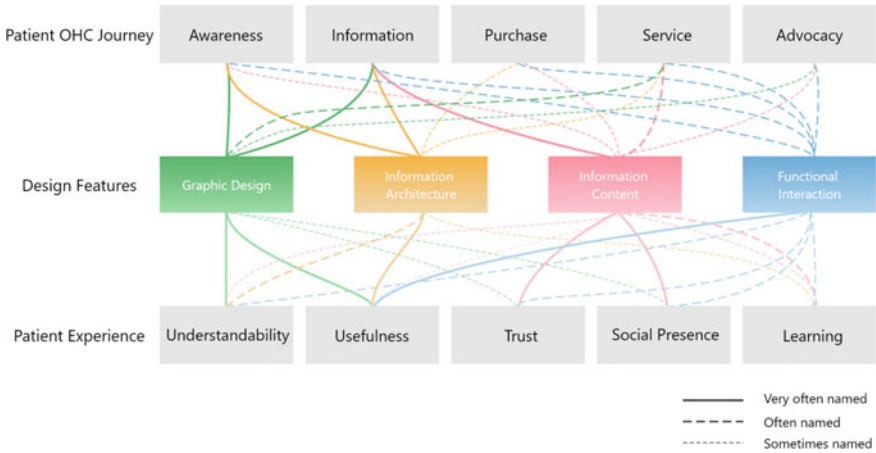 Patient OHC Journey
Awareness
Information
Purchase
Service
Advocacy
Design Features
Graphic Design
Information
Architecture
Information
Content
Functional
Interaction
Patient Experience
Understandability
Usefulness
Trust
Social Presence
Learning
Very often named
Often named
Sometimes named